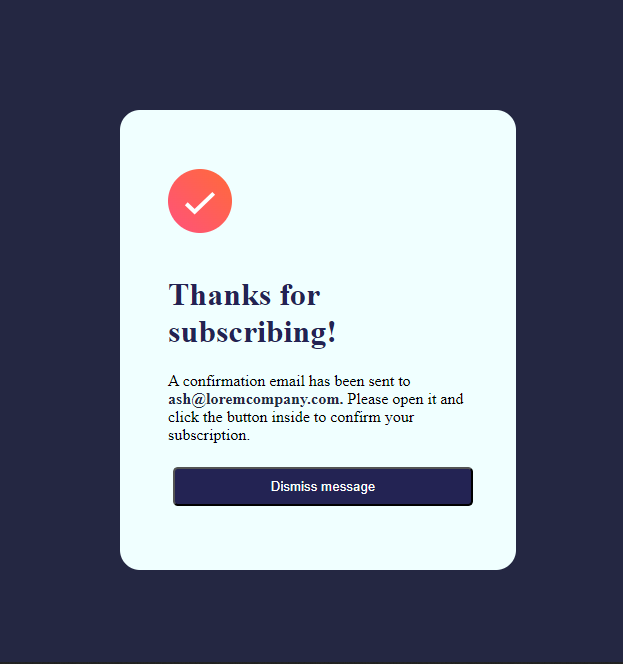 Thanks for
subscribing!
A confirmation email has been sent to
ash@loremcompany.com. Please open it and
click the button inside to confirm your
subscription.
Dismiss message